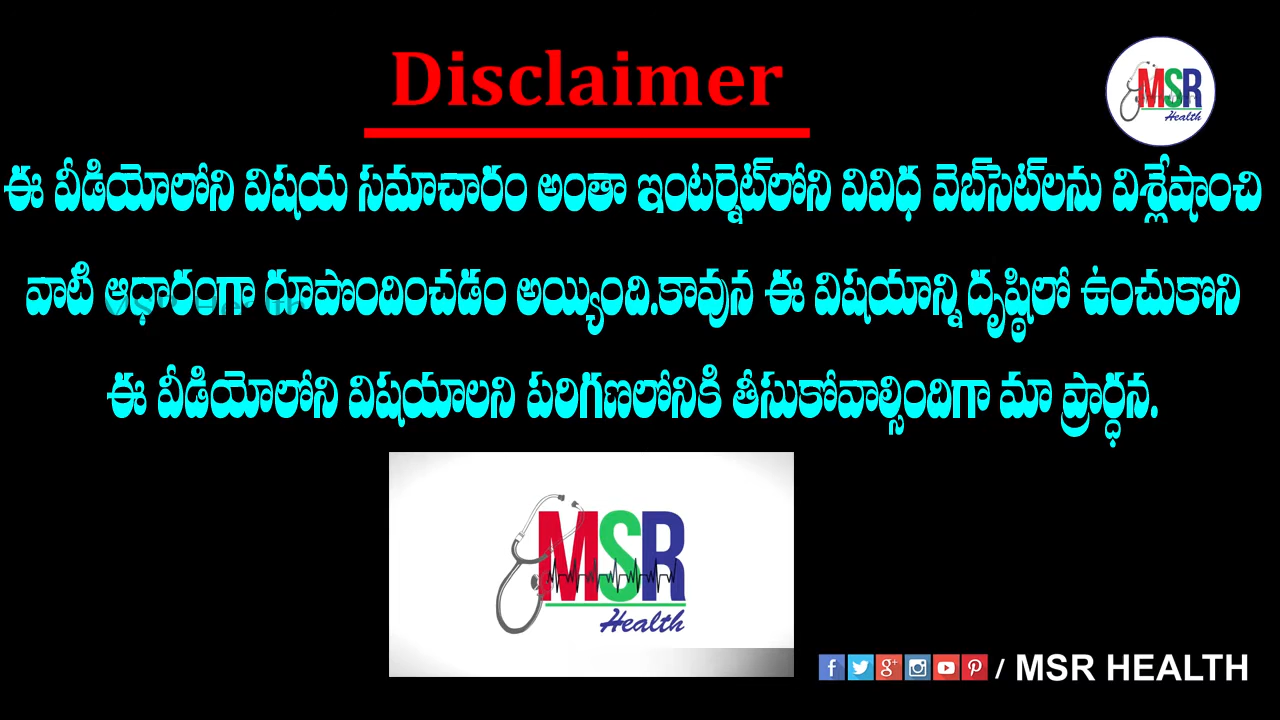 Disclaimer
MSR
Health
ఈ వీడియోలోని విషయ సమాచారం అంతా ఇంటర్నెట్‌లోని వివిధ వెబ్‌సెట్‌లను విశ్లేషాంచి
వాటి ఆధారంగా రూపొందించడం అయ్యింది.కావున ఈ విషయాన్ని దృష్ఠిలో ఉంచుకొని
ఈ వీడియోలోని విషయాలని పరిగణలోనికి తీసుకోవాల్సిందిగా మా ప్రార్ధన.
MSR
Health
/ MSR HEALTH